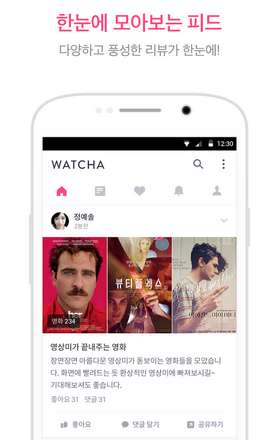 한눈에 모아보는 피드
다양하고 풍성한 리뷰가 한눈에!
12:30
WATCHA
정예솔
2분전
뷰티풀 섹스
영화 234
영상미가 끝내주는 영화
장면장면 아름다운 영상미가 돋보이는 영화들을 모았습니
다. 화면에 빨려드는 듯 환상적인 영상미에 빠져보시길~
기대해보셔도 좋습니다.
좋아요 31 댓글 31
좋아요 댓글 달기 공유하기